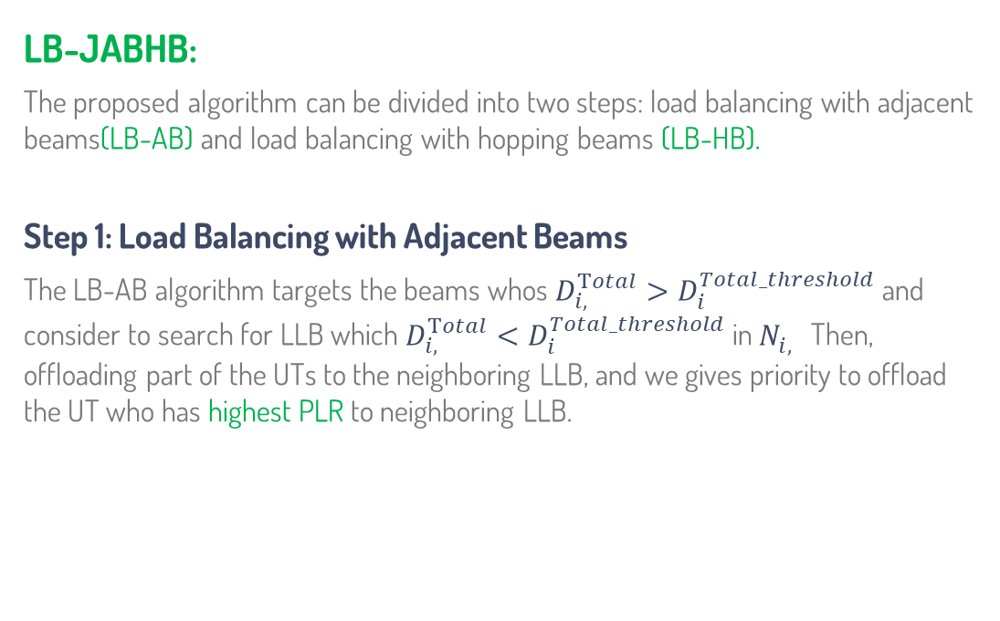 LB-JABHB:
The proposed algorithm can be divided into two steps: load balancing with adjacent
beams(LB-AB) and load balancing with hopping beams (LB-HB).
Step 1: Load Balancing with Adjacent Beams
The LB-AB algorithm targets the beams whos $D_{i,}^{\mathrm{T}otal} > D_{i}^{Total\_threshold}$ and
consider to search for LLB which $D_{i,}^{\mathrm{T}otal} < D_{i}^{Total\_threshold}$ in $N_{i,}$ Then,
offloading part of the UTs to the neighboring LLB, and we gives priority to offload
the UT who has highest PLR to neighboring LLB.